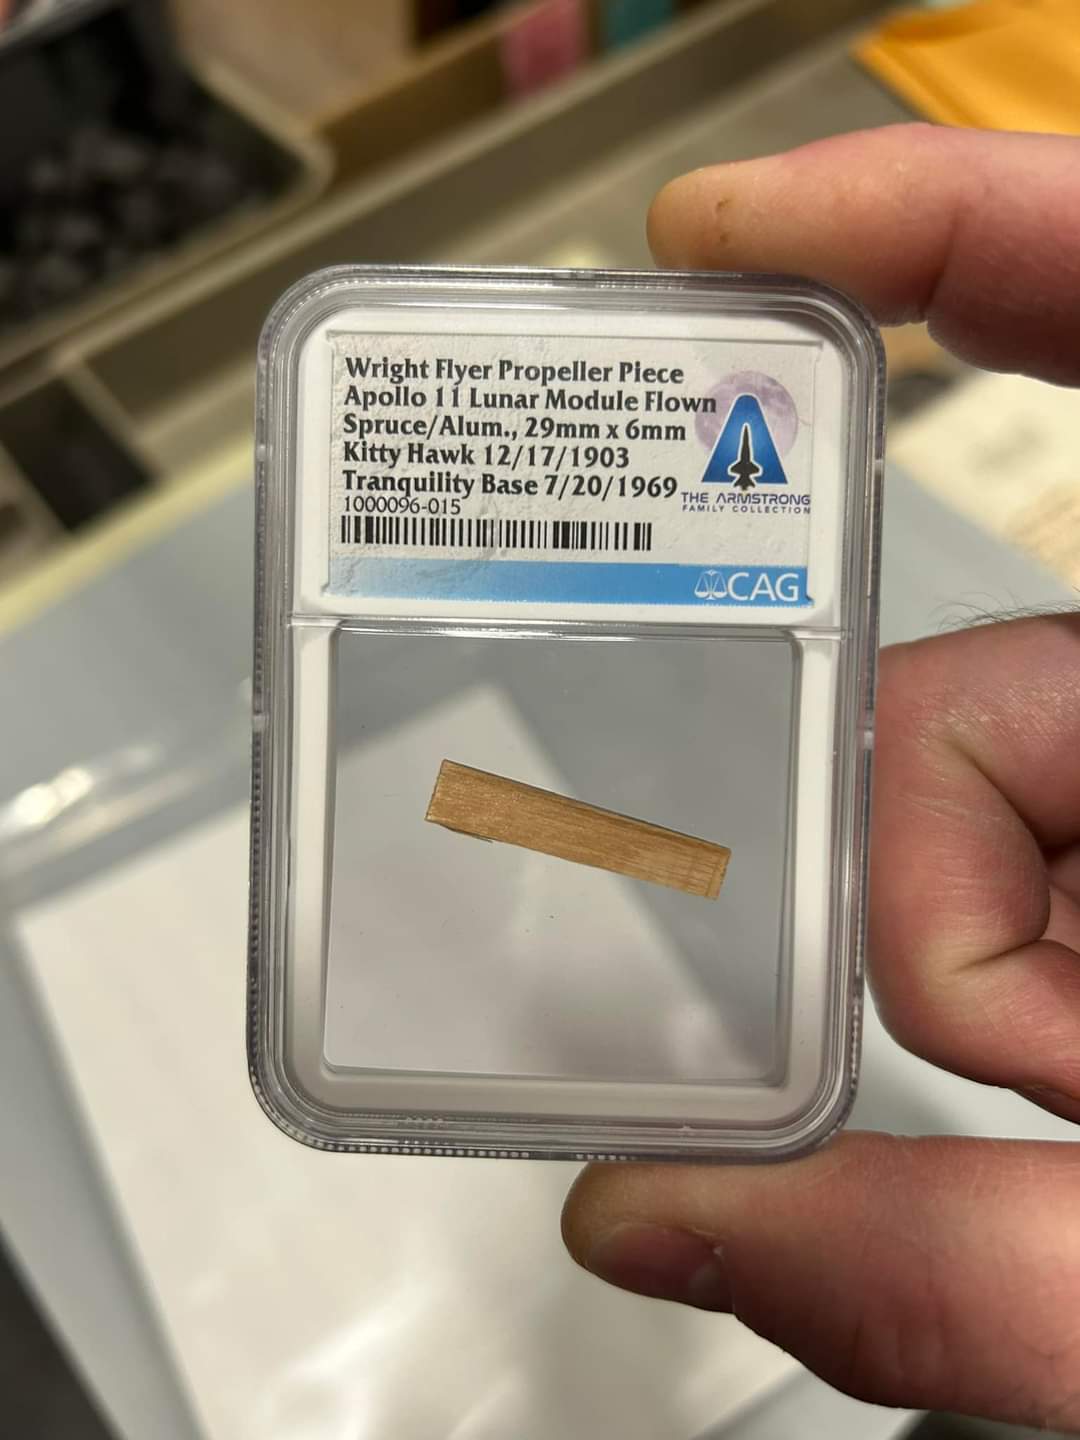 Wright Flyer Propeller Piece
Apollo 11 Lunar Module Flown
Spruce/Alum., 29mm x 6mm
Kitty Hawk 12/17/1903
Tranquility Base 7/20/1969
1000096-015
THE ARMSTRONG
FAMILY COLLECTION
CAG